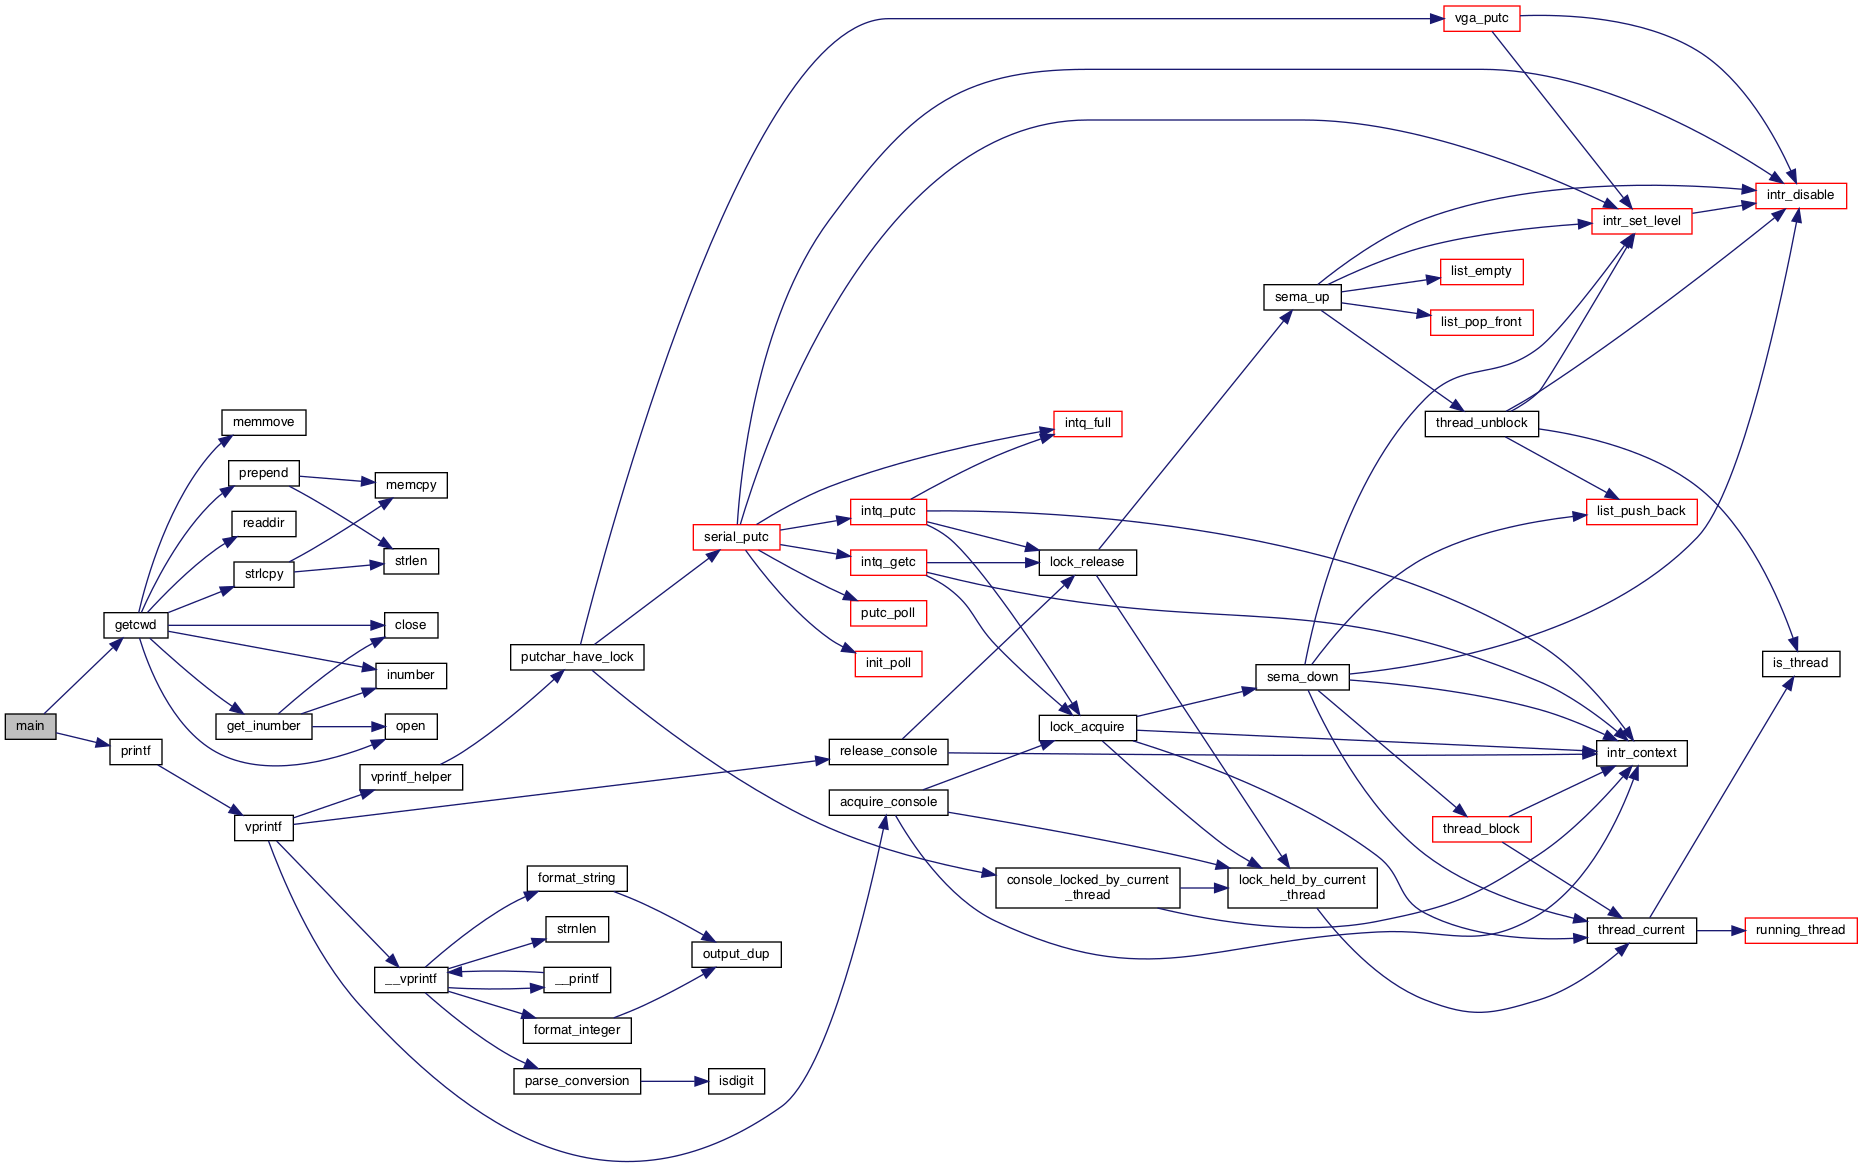 main
getcwd
printf
memmove
prepend
readdir
strlcpy
get_inumber
vprintf
memcpy
strlen
close
inumber
open
vprintf_helper
__vprintf
putchar_have_lock
format_string
strnlen
__printf
format_integer
parse_conversion
serial_putc
output_dup
isdigit
intq_putc
intq_getc
putc_poll
init_poll
release_console
acquire_console
intq_full
lock_release
lock_acquire
console_locked_by_current
_thread
sema_up
sema_down
lock_held_by_current
_thread
vga_putc
list_empty
list_pop_front
thread_unblock
thread_block
intr_set_level
list_push_back
intr_context
thread_current
intr_disable
is_thread
running_thread